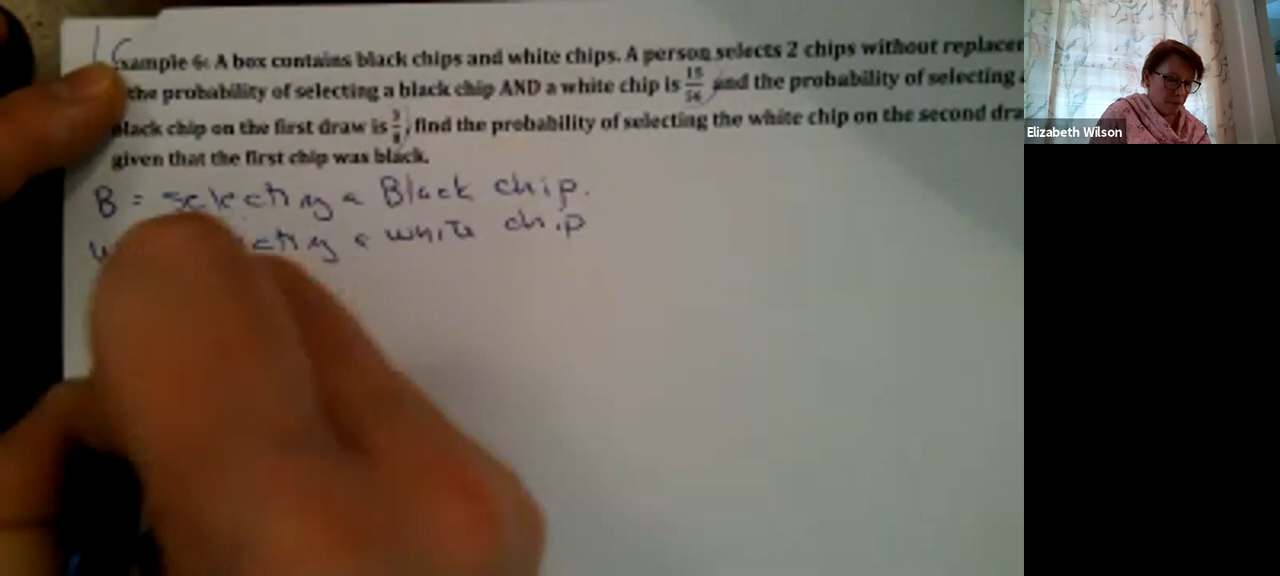 Example 6: A box contains black chips and white chips. A person selects 2 chips without replacem
the probability of selecting a black chip AND a white chip is 15/56 and the probability of selecting a
black chip on the first draw is 3/8, find the probability of selecting the white chip on the second dra
given that the first chip was black.
B = selecting a Black chip.
a white chip
Elizabeth Wilson